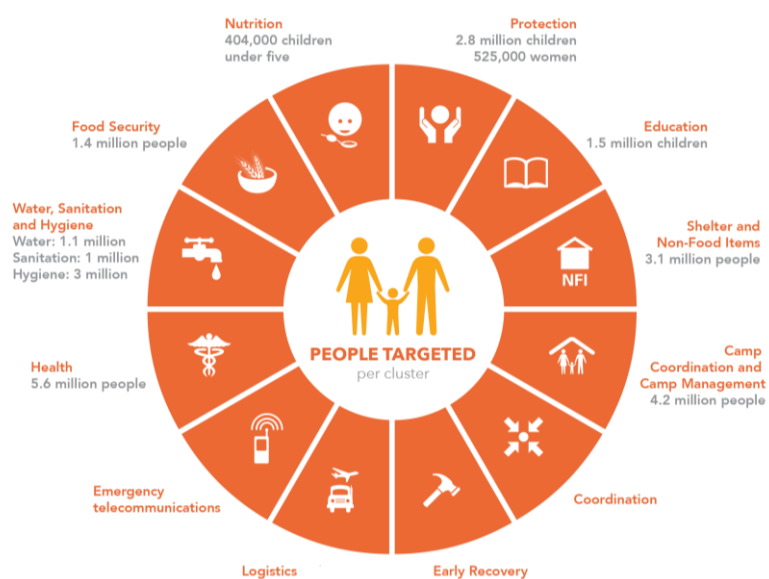 Nutrition
404,000 children
under five
Protection
2.8 million children
525,000 women
Food Security
1.4 million people
Education
1.5 million children
Water, Sanitation
and Hygiene
Water: 1.1 million
Sanitation: 1 million
Hygiene: 3 million
Shelter and
Non-Food Items
3.1 million people
NFI
PEOPLE TARGETED
per cluster
Health
5.6 million people
Camp
Coordination and
Camp Management
4.2 million people
Emergency
telecommunications
Coordination
Logistics
Early Recovery